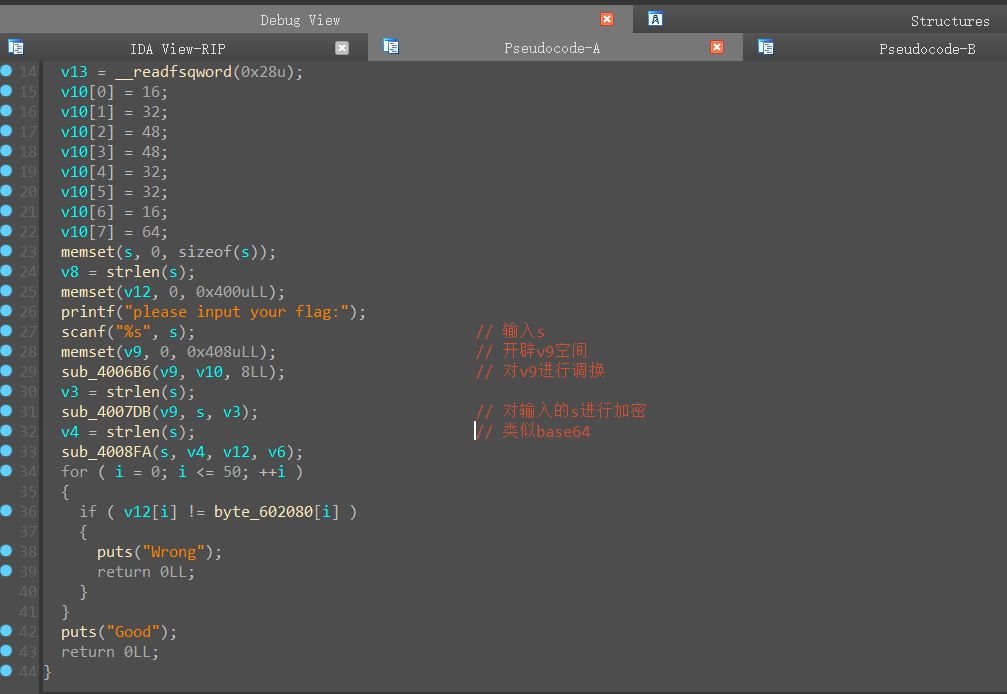 Debug View
Structures
IDA View-RIP
Pseudocode-A
Pseudocode-B
14 v13 = __readfsqword(0x28u);
15 v10[0] = 16;
16 v10[1] = 32;
17 v10[2] = 48;
18 v10[3] = 48;
19 v10[4] = 32;
20 v10[5] = 32;
21 v10[6] = 16;
22 v10[7] = 64;
23 memset(s, 0, sizeof(s));
24 v8 = strlen(s);
25 memset(v12, 0, 0x400uLL);
26 printf("please input your flag:");
27 scanf("%s", s); // 输入s
28 memset(v9, 0, 0x408uLL); // 开辟v9空间
29 sub_4006B6(v9, v10, 8LL); // 对v9进行调换
30 v3 = strlen(s);
31 sub_4007DB(v9, s, v3); // 对输入的s进行加密
32 v4 = strlen(s); // 类似base64
33 sub_4008FA(s, v4, v12, v6);
34 for ( i = 0; i <= 50; ++i )
35 {
36 if ( v12[i] != byte_602080[i] )
37 {
38 puts("Wrong");
39 return 0LL;
40 }
41 }
42 puts("Good");
43 return 0LL;
44 }